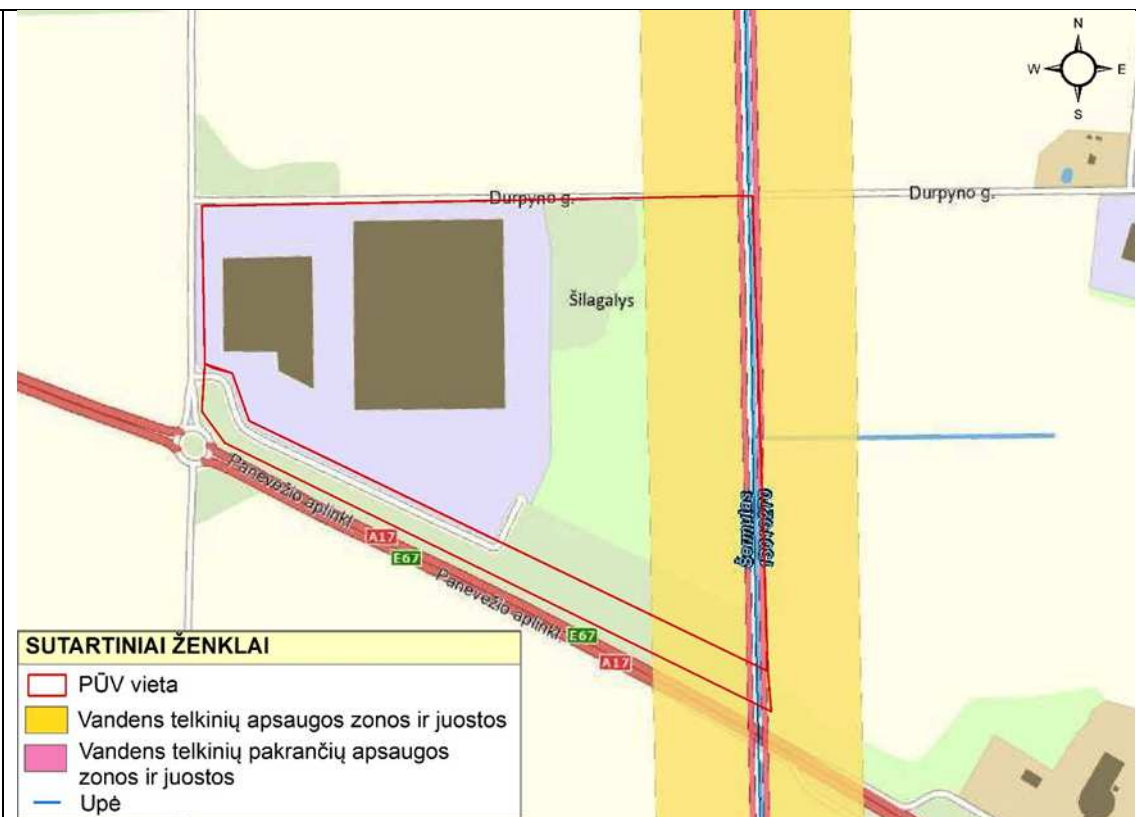 N
W E
S
Durpyno g.
Durpyno g.
Šilagalys
Panevėžio aplinkl.
A17
E67
Panevėžio aplinkl.
E67
A17
Šermutas
SUTARTINIAI ŽENKLAI
PŪV vieta
Vandens telkinių apsaugos zonos ir juostos
Vandens telkinių pakrančių apsaugos
zonos ir juostos
Upė